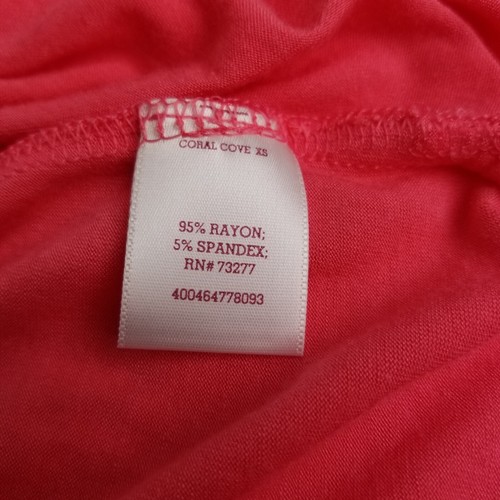 CORAL COVE XS
95% RAYON;
5% SPANDEX;
RN# 73277
400464778093